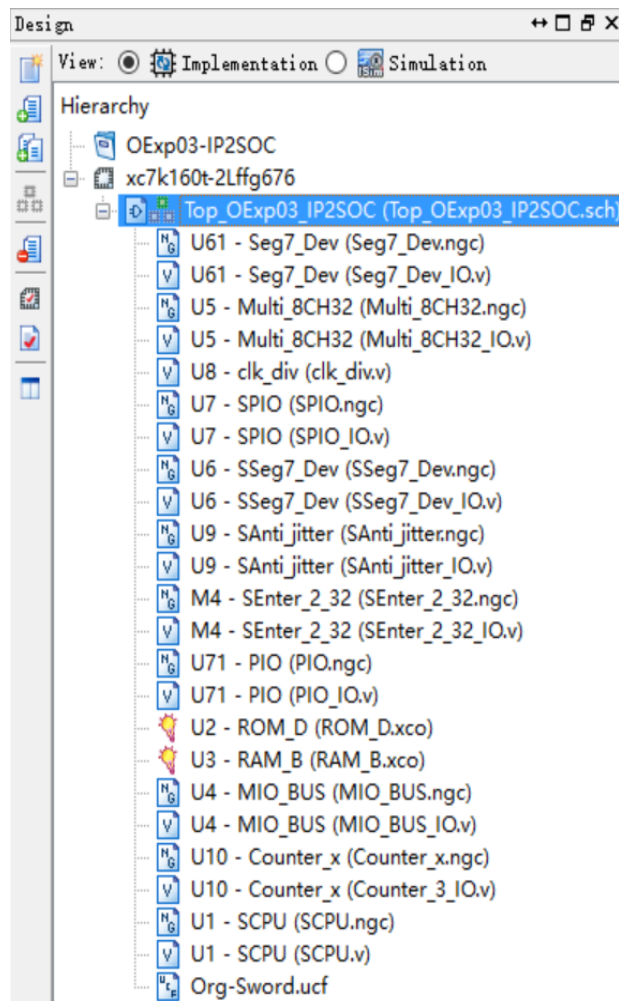 Design
View: Implementation Simulation
Hierarchy
OExp03-IP2SOC
xc7k160t-2Lffg676
Top_OExp03_IP2SOC (Top_OExp03_IP2SOC.sch)
U61 - Seg7_Dev (Seg7_Dev.ngc)
U61 - Seg7_Dev (Seg7_Dev_IO.v)
U5 - Multi_8CH32 (Multi_8CH32.ngc)
U5 - Multi_8CH32 (Multi_8CH32_IO.v)
U8 - clk_div (clk_div.v)
U7 - SPIO (SPIO.ngc)
U7 - SPIO (SPIO_IO.v)
U6 - SSeg7_Dev (SSeg7_Dev.ngc)
U6 - SSeg7_Dev (SSeg7_Dev_IO.v)
U9 - SAnti_jitter (SAnti_jitter.ngc)
U9 - SAnti_jitter (SAnti_jitter_IO.v)
M4 - SEnter_2_32 (SEnter_2_32.ngc)
M4 - SEnter_2_32 (SEnter_2_32_IO.v)
U71 - PIO (PIO.ngc)
U71 - PIO (PIO_IO.v)
U2 - ROM_D (ROM_D.xco)
U3 - RAM_B (RAM_B.xco)
U4 - MIO_BUS (MIO_BUS.ngc)
U4 - MIO_BUS (MIO_BUS_IO.v)
U10 - Counter_x (Counter_x.ngc)
U10 - Counter_x (Counter_3_IO.v)
U1 - SCPU (SCPU.ngc)
U1 - SCPU (SCPU.v)
Org-Sword.ucf